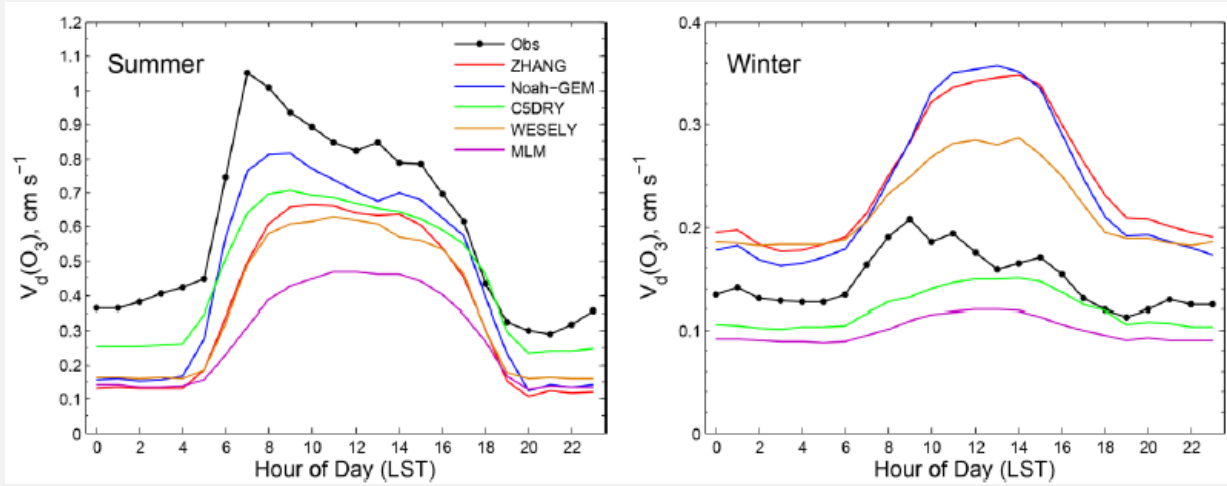 Summer
Obs
ZHANG
Noah-GEM
C5DRY
WESELY
MLM
V_d(O_3), cm s^-1
1.2
1.1
1
0.9
0.8
0.7
0.6
0.5
0.4
0.3
0.2
0.1
0
0 2 4 6 8 10 12 14 16 18 20 22
Hour of Day (LST)
Winter
V_d(O_3), cm s^-1
0.4
0.3
0.2
0.1
0
0 2 4 6 8 10 12 14 16 18 20 22
Hour of Day (LST)